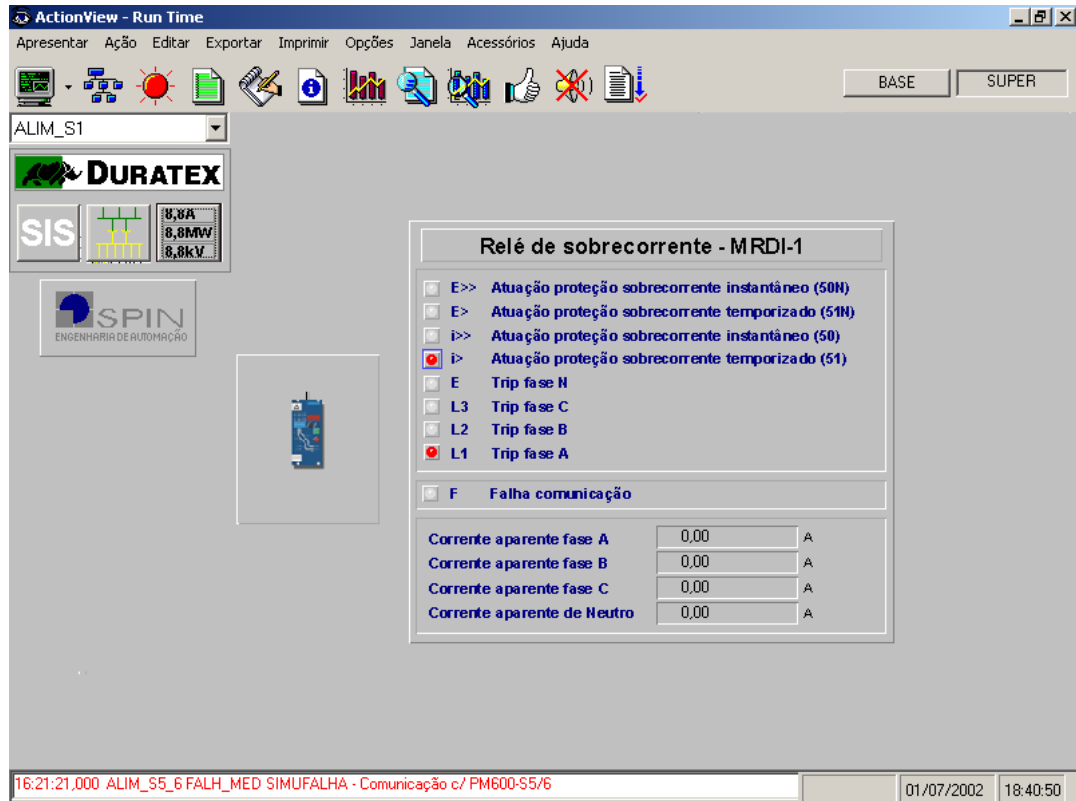 ActionView - Run Time
Apresentar Ação Editar Exportar Imprimir Opções Janela Acessórios Ajuda
BASE SUPER
ALIM_S1
DURATEX
SIS
8,8A
8,8MW
8,8kV
SPIN
ENGENHARIA DE AUTOMAÇÃO
Relé de sobrecorrente - MRDI-1
E>> Atuação proteção sobrecorrente instantâneo (50N)
E> Atuação proteção sobrecorrente temporizado (51N)
i>> Atuação proteção sobrecorrente instantâneo (50)
i> Atuação proteção sobrecorrente temporizado (51)
E Trip fase N
L3 Trip fase C
L2 Trip fase B
L1 Trip fase A
F Falha comunicação
Corrente aparente fase A 0,00 A
Corrente aparente fase B 0,00 A
Corrente aparente fase C 0,00 A
Corrente aparente de Neutro 0,00 A
16:21:21,000 ALIM_S5_6 FALH_MED SIMUFALHA - Comunicação c/ PM600-S5/6
01/07/2002 18:40:50